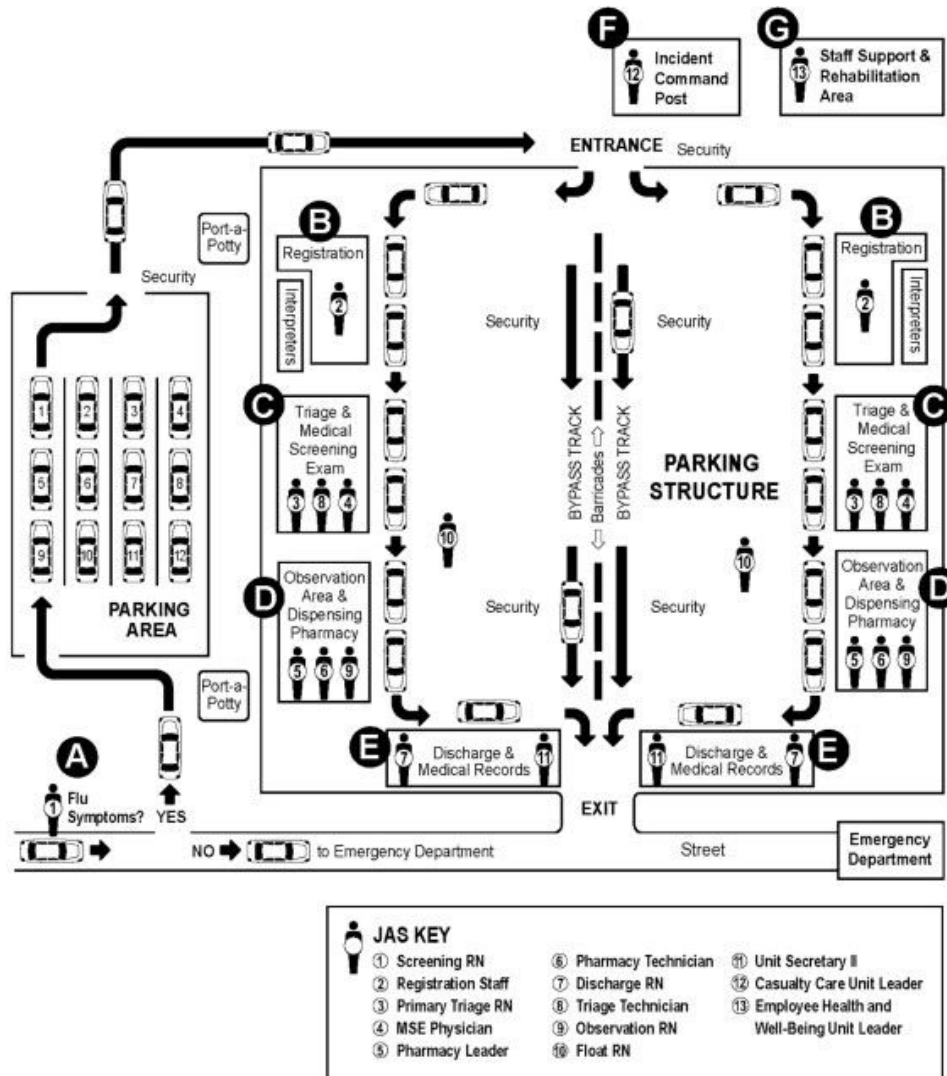 F
12
Incident
Command
Post
G
13
Staff Support &
Rehabilitation
Area
ENTRANCE
Security
Port-a-
Potty
B
Registration
2
Interpreters
B
Registration
2
Interpreters
Security
Security
Security
1
2
3
4
5
6
7
8
9
10
11
12
PARKING
AREA
C
Triage &
Medical
Screening
Exam
3
8
4
10
BYPASS TRACK
Barricades
BYPASS TRACK
PARKING
STRUCTURE
10
C
Triage &
Medical
Screening
Exam
3
8
4
D
Observation
Area &
Dispensing
Pharmacy
5
6
9
Security
Security
D
Observation
Area &
Dispensing
Pharmacy
5
6
9
Port-a-
Potty
E
7
Discharge &
Medical Records
11
11
Discharge &
Medical Records
7
E
A
1
Flu
Symptoms?
YES
EXIT
NO
to Emergency Department
Street
Emergency
Department
JAS KEY
1 Screening RN
2 Registration Staff
3 Primary Triage RN
4 MSE Physician
5 Pharmacy Leader
6 Pharmacy Technician
7 Discharge RN
8 Triage Technician
9 Observation RN
10 Float RN
11 Unit Secretary II
12 Casualty Care Unit Leader
13 Employee Health and
Well-Being Unit Leader